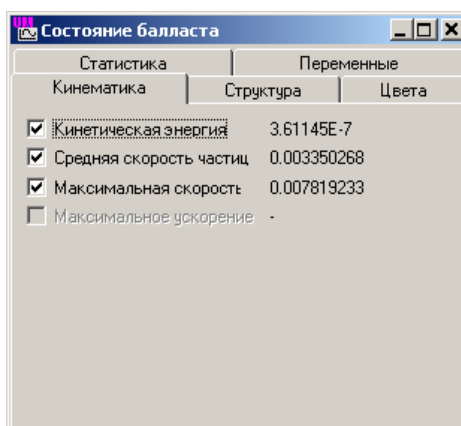 Состояние балласта
Статистика Переменные
Кинематика Структура Цвета
Кинетическая энергия 3.61145E-7
Средняя скорость частиц 0.003350268
Максимальная скорость 0.007819233
Максимальное ускорение -